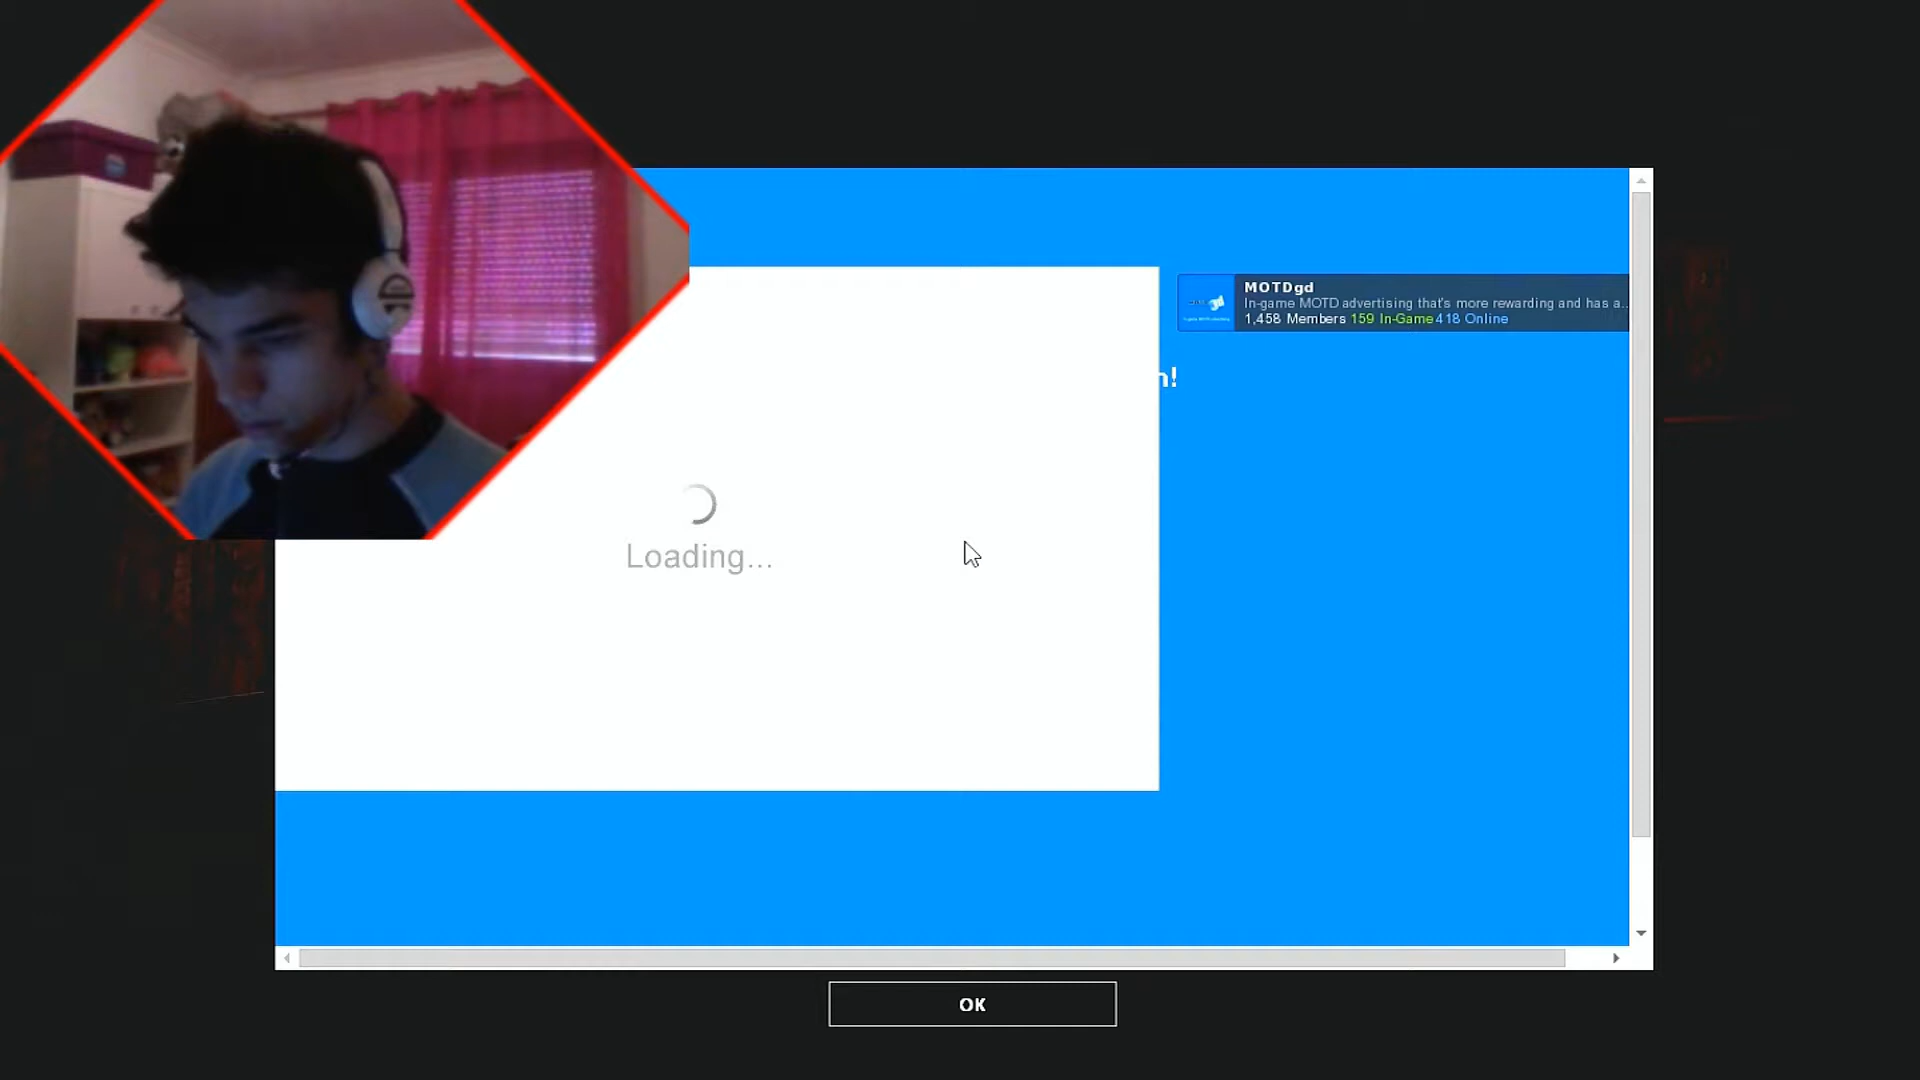 MOTDgd
In-game MOTD advertising that's more rewarding and has a...
1,458 Members 159 In-Game 418 Online
n!
Loading...
OK